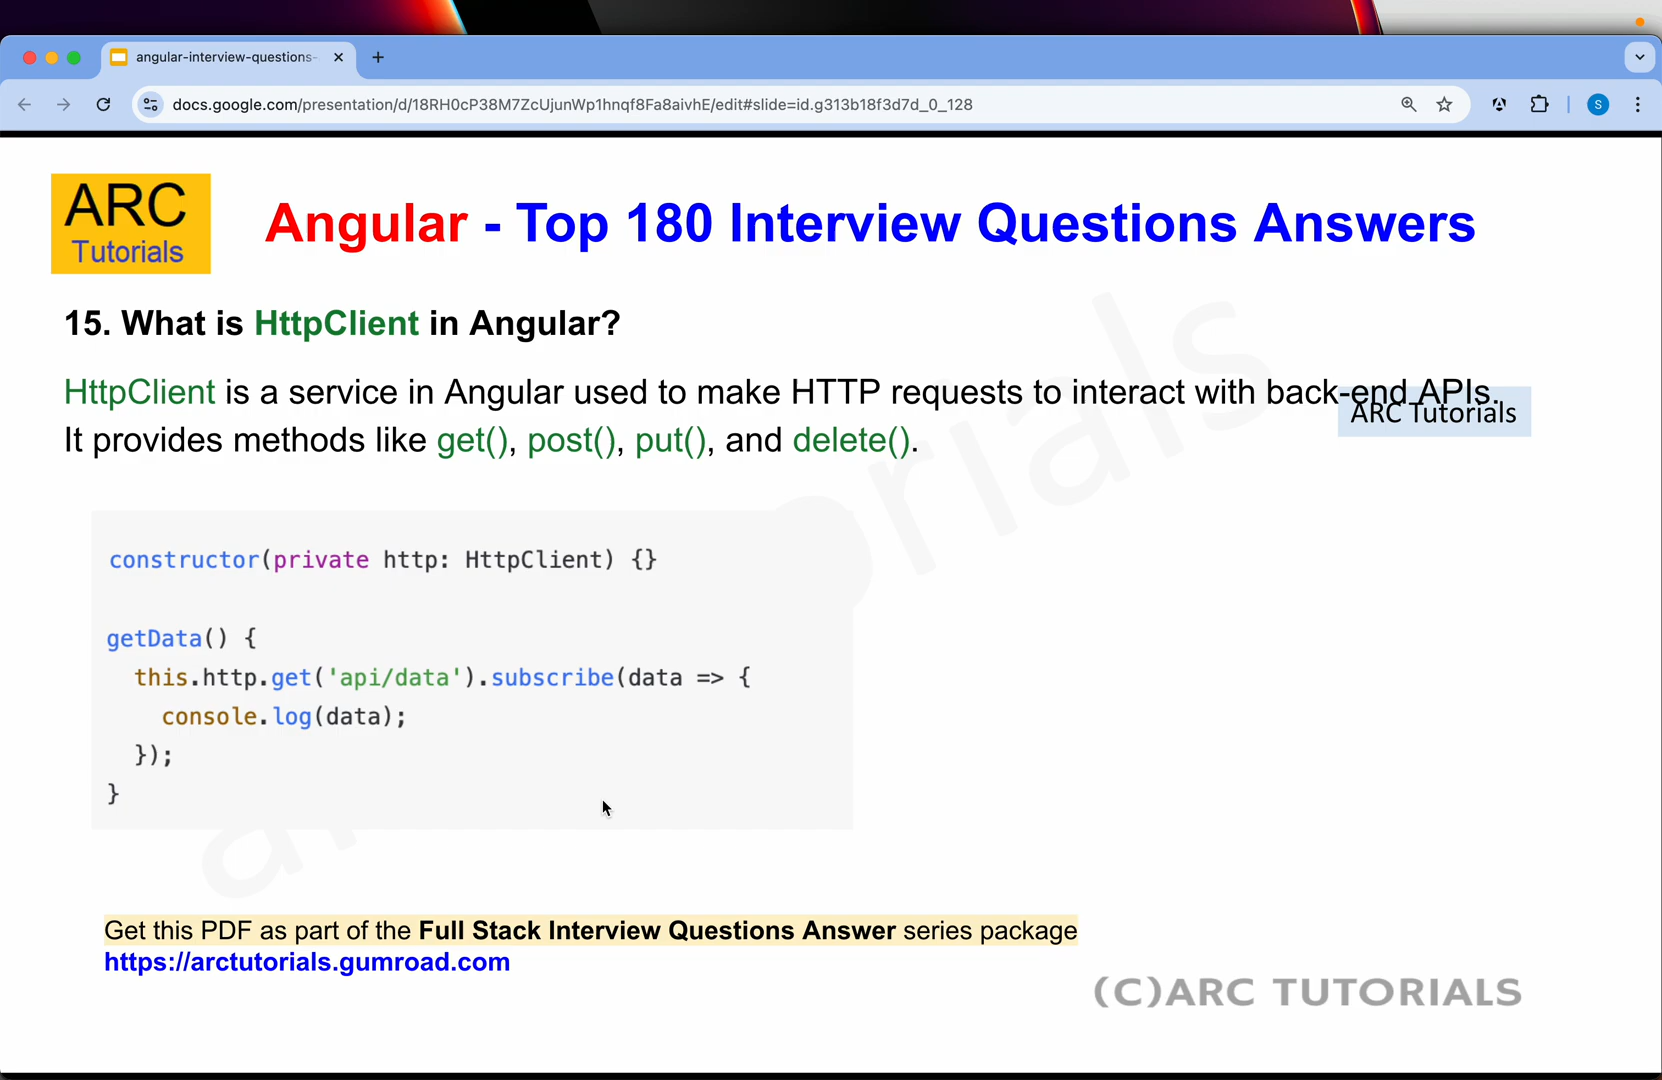 angular-interview-questions-
docs.google.com/presentation/d/18RH0cP38M7ZcUjunWp1hnqf8Fa8aivhE/edit#slide=id.g313b18f3d7d_0_128
S
ARC
Tutorials
Angular - Top 180 Interview Questions Answers
15. What is HttpClient in Angular?
HttpClient is a service in Angular used to make HTTP requests to interact with back-end APIs.
ARC Tutorials
It provides methods like get(), post(), put(), and delete().
constructor(private http: HttpClient) {}
getData() {
this.http.get('api/data').subscribe(data => {
console.log(data);
});
}
Get this PDF as part of the Full Stack Interview Questions Answer series package
https://arctutorials.gumroad.com
(C)ARC TUTORIALS